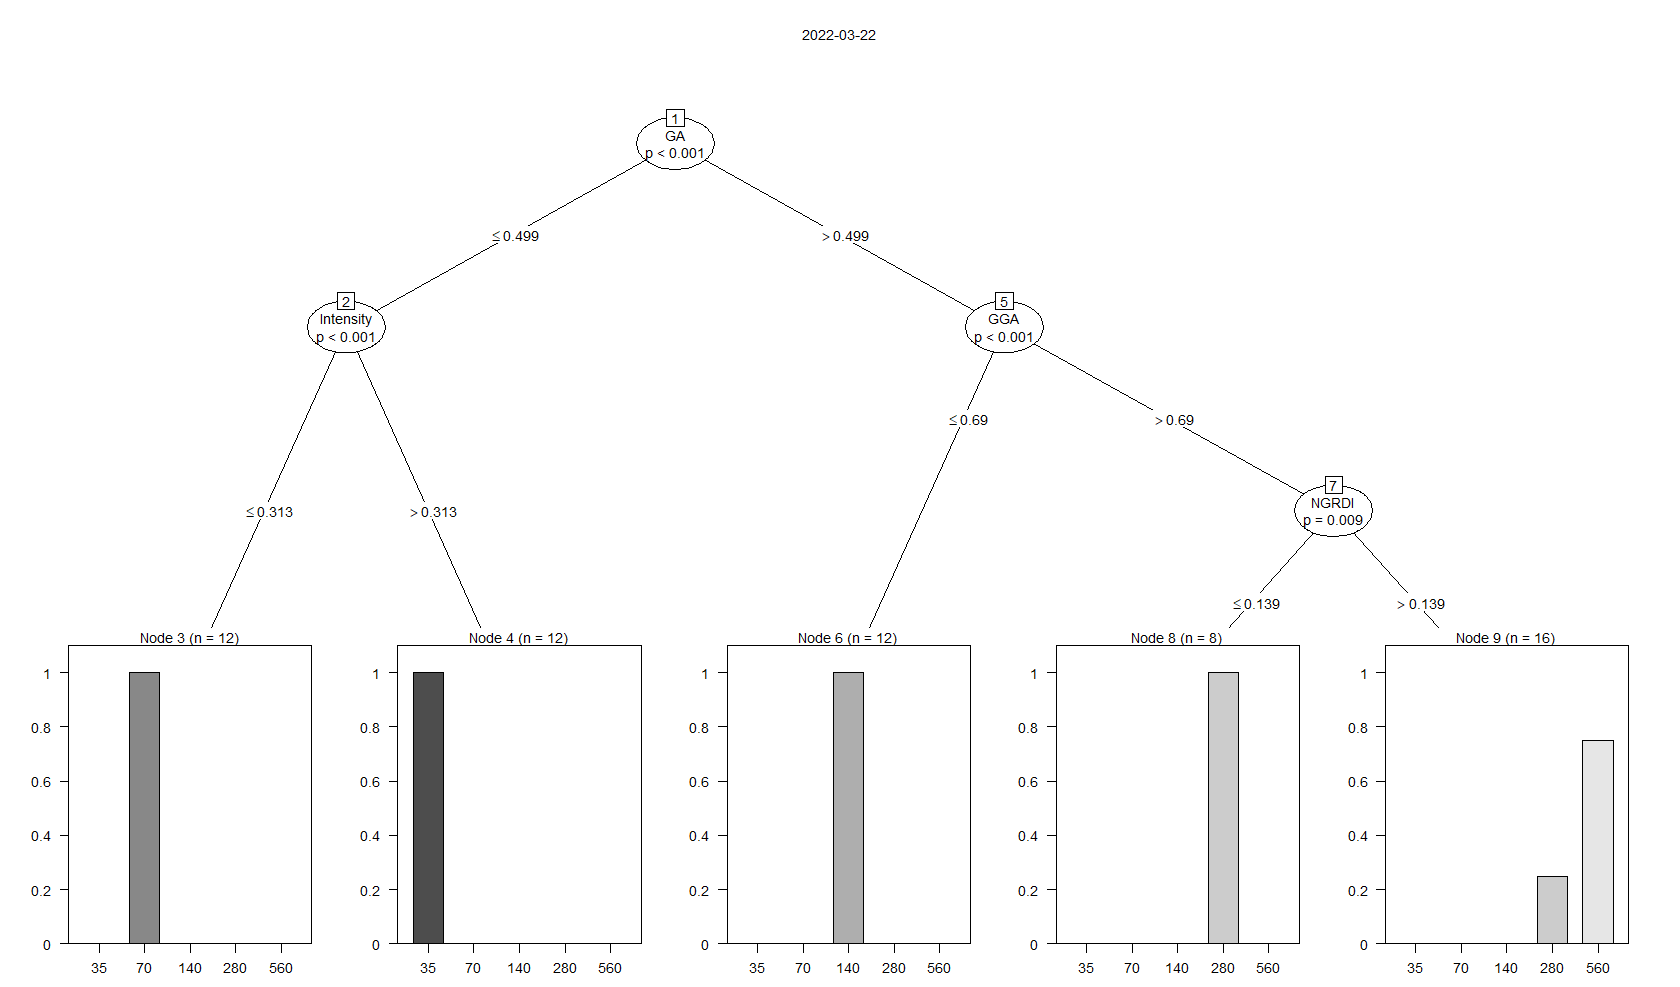 2022-03-22
1
GA
p < 0.001
≤ 0.499
> 0.499
2
Intensity
p < 0.001
5
GGA
p < 0.001
≤ 0.69
> 0.69
7
NGRDI
p = 0.009
≤ 0.313
> 0.313
≤ 0.139
> 0.139
Node 3 (n = 12)
1
0.8
0.6
0.4
0.2
0
35 70 140 280 560
Node 4 (n = 12)
1
0.8
0.6
0.4
0.2
0
35 70 140 280 560
Node 6 (n = 12)
1
0.8
0.6
0.4
0.2
0
35 70 140 280 560
Node 8 (n = 8)
1
0.8
0.6
0.4
0.2
0
35 70 140 280 560
Node 9 (n = 16)
1
0.8
0.6
0.4
0.2
0
35 70 140 280 560